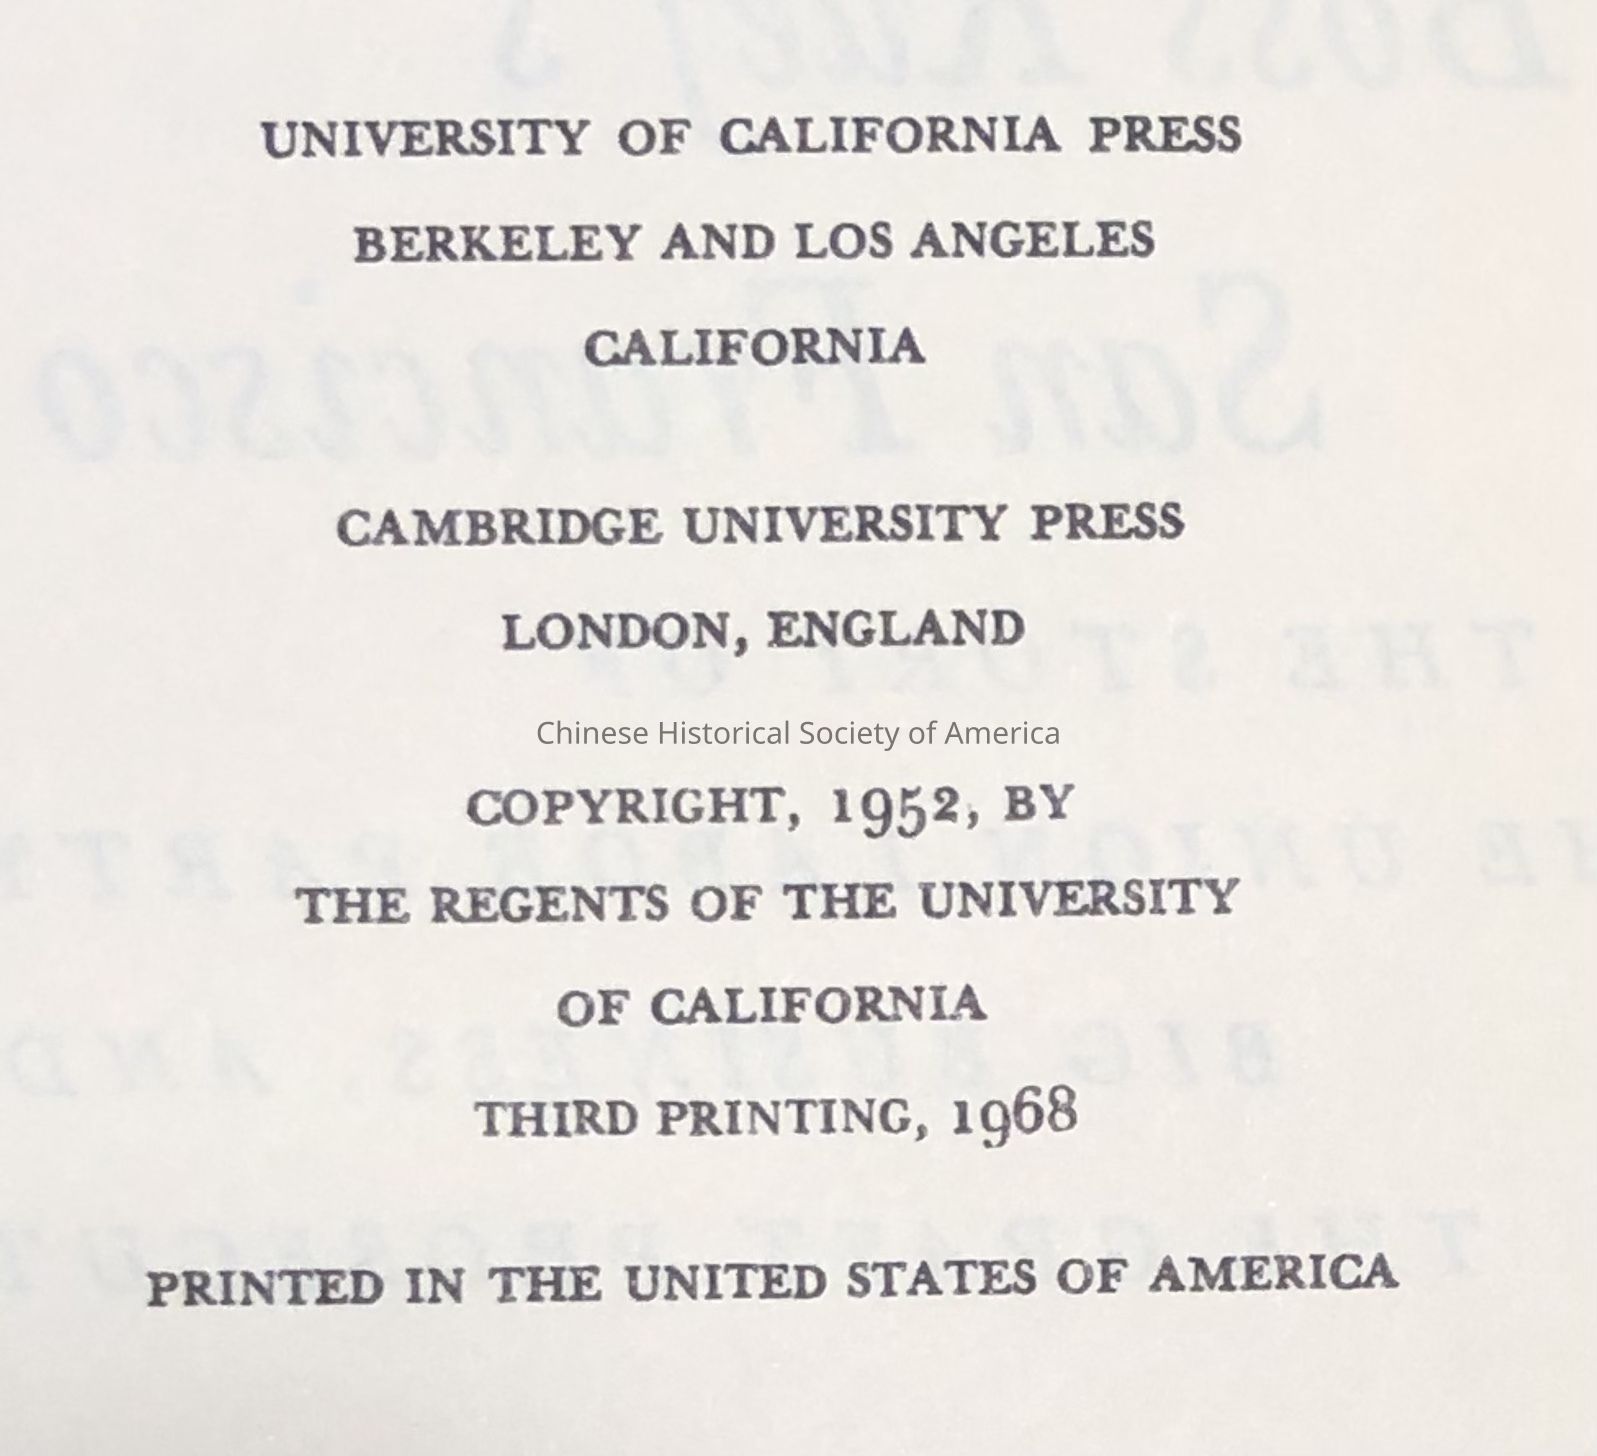 UNIVERSITY OF CALIFORNIA PRESS
BERKELEY AND LOS ANGELES
CALIFORNIA
CAMBRIDGE UNIVERSITY PRESS
LONDON, ENGLAND
Chinese Historical Society of America
COPYRIGHT, 1952, BY
THE REGENTS OF THE UNIVERSITY
OF CALIFORNIA
THIRD PRINTING, 1968
PRINTED IN THE UNITED STATES OF AMERICA